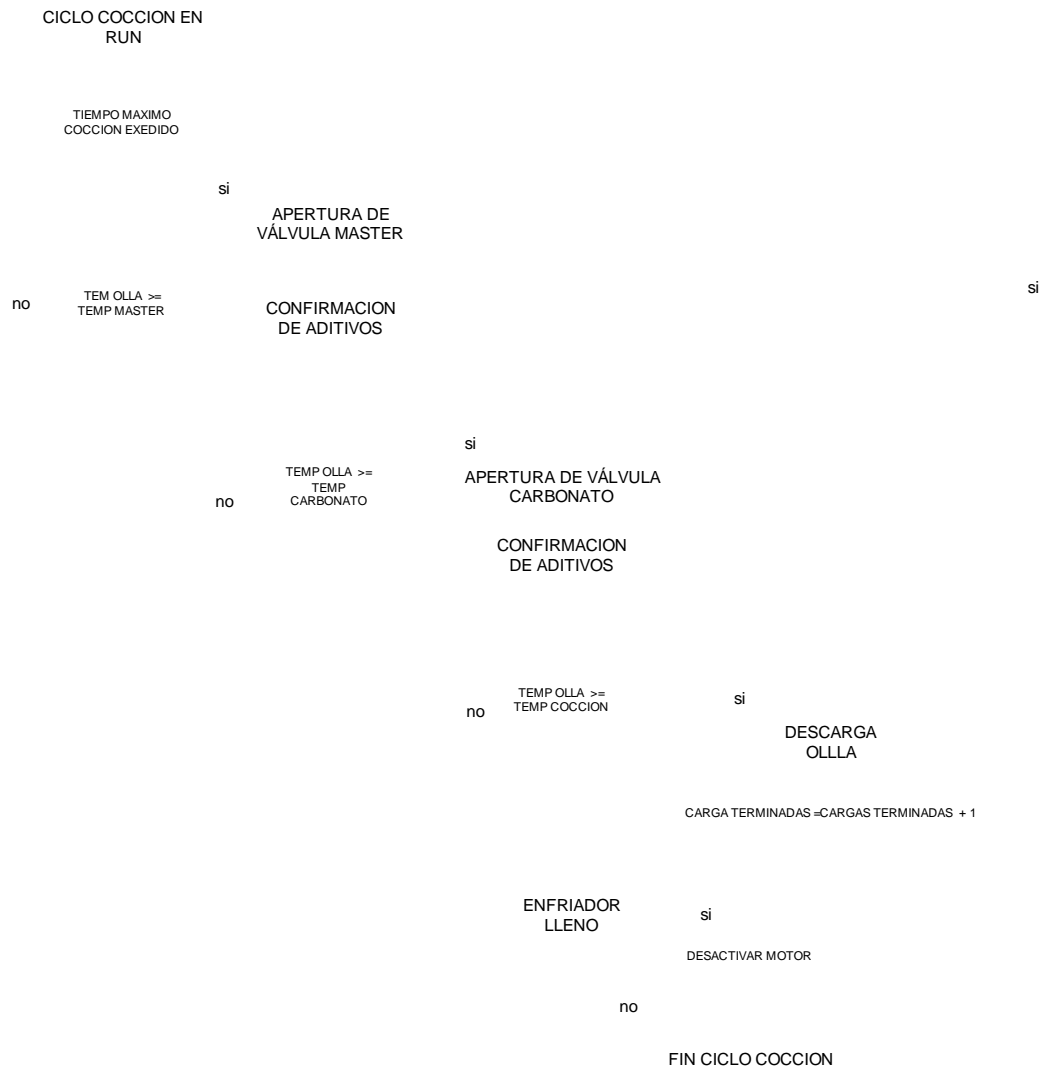 CICLO COCCION EN
RUN
TIEMPO MAXIMO
COCCION EXEDIDO
si
APERTURA DE
VÁLVULA MASTER
si
no
TEM OLLA >=
TEMP MASTER
CONFIRMACION
DE ADITIVOS
si
TEMP OLLA >=
TEMP
CARBONATO
no
APERTURA DE VÁLVULA
CARBONATO
CONFIRMACION
DE ADITIVOS
no
TEMP OLLA >=
TEMP COCCION
si
DESCARGA
OLLLA
CARGA TERMINADAS =CARGAS TERMINADAS + 1
ENFRIADOR
LLENO
si
DESACTIVAR MOTOR
no
FIN CICLO COCCION